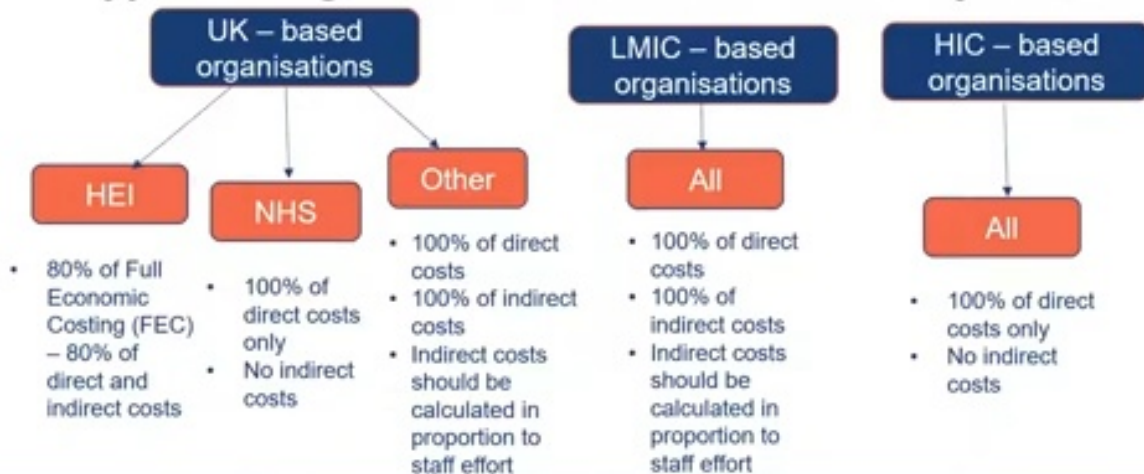 UK – based
organisations
HEI
• 80% of Full
Economic
Costing (FEC)
– 80% of
direct and
indirect costs
NHS
• 100% of
direct costs
only
• No indirect
costs
Other
• 100% of direct
costs
• 100% of indirect
costs
• Indirect costs
should be
calculated in
proportion to
staff effort
LMIC – based
organisations
All
• 100% of direct
costs
• 100% of
indirect costs
• Indirect costs
should be
calculated in
proportion to
staff effort
HIC – based
organisations
All
• 100% of direct
costs only
• No indirect
costs